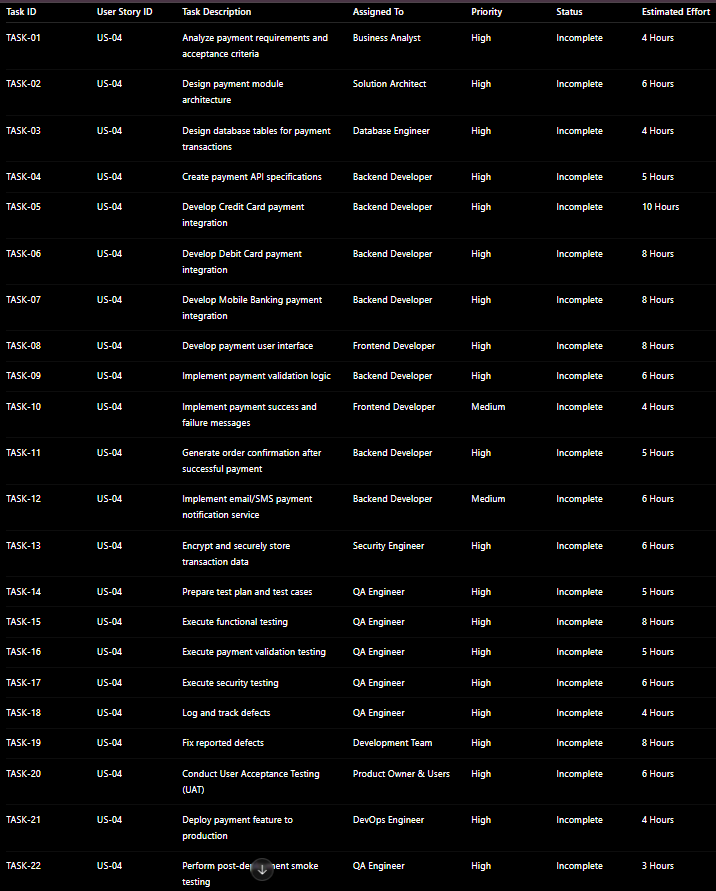 Task ID User Story ID Task Description Assigned To Priority Status Estimated Effort
TASK-01 US-04 Analyze payment requirements and Business Analyst High Incomplete 4 Hours
acceptance criteria
TASK-02 US-04 Design payment module Solution Architect High Incomplete 6 Hours
architecture
TASK-03 US-04 Design database tables for payment Database Engineer High Incomplete 4 Hours
transactions
TASK-04 US-04 Create payment API specifications Backend Developer High Incomplete 5 Hours
TASK-05 US-04 Develop Credit Card payment Backend Developer High Incomplete 10 Hours
integration
TASK-06 US-04 Develop Debit Card payment Backend Developer High Incomplete 8 Hours
integration
TASK-07 US-04 Develop Mobile Banking payment Backend Developer High Incomplete 8 Hours
integration
TASK-08 US-04 Develop payment user interface Frontend Developer High Incomplete 8 Hours
TASK-09 US-04 Implement payment validation logic Backend Developer High Incomplete 6 Hours
TASK-10 US-04 Implement payment success and Frontend Developer Medium Incomplete 4 Hours
failure messages
TASK-11 US-04 Generate order confirmation after Backend Developer High Incomplete 5 Hours
successful payment
TASK-12 US-04 Implement email/SMS payment Backend Developer Medium Incomplete 6 Hours
notification service
TASK-13 US-04 Encrypt and securely store Security Engineer High Incomplete 6 Hours
transaction data
TASK-14 US-04 Prepare test plan and test cases QA Engineer High Incomplete 5 Hours
TASK-15 US-04 Execute functional testing QA Engineer High Incomplete 8 Hours
TASK-16 US-04 Execute payment validation testing QA Engineer High Incomplete 5 Hours
TASK-17 US-04 Execute security testing QA Engineer High Incomplete 6 Hours
TASK-18 US-04 Log and track defects QA Engineer High Incomplete 4 Hours
TASK-19 US-04 Fix reported defects Development Team High Incomplete 8 Hours
TASK-20 US-04 Conduct User Acceptance Testing Product Owner & Users High Incomplete 6 Hours
(UAT)
TASK-21 US-04 Deploy payment feature to DevOps Engineer High Incomplete 4 Hours
production
TASK-22 US-04 Perform smoke QA Engineer High Incomplete 3 Hours
testing